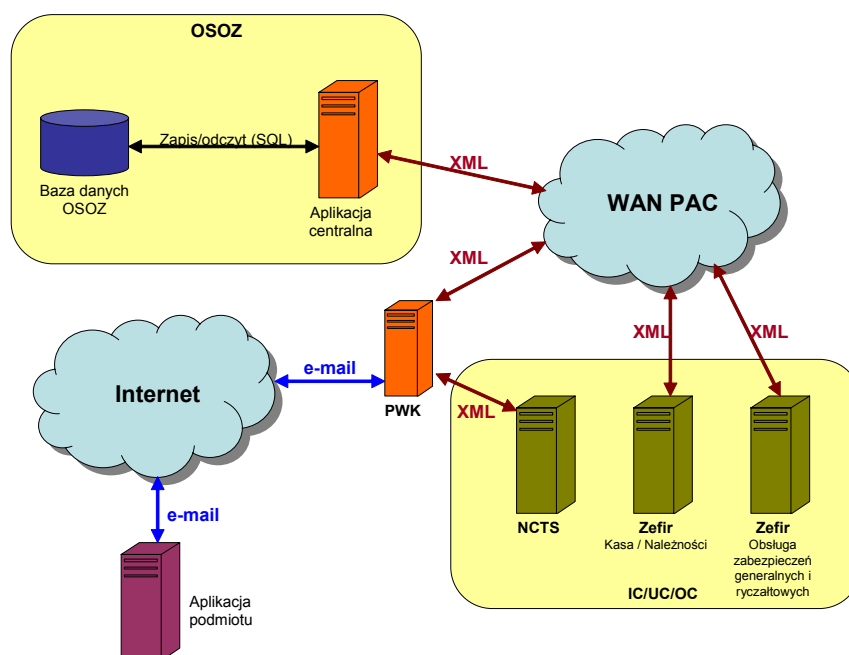 OSOZ
Zapis/odczyt (SQL)
Baza danych
OSOZ
Aplikacja
centralna
XML
WAN PAC
XML
XML
XML
Internet
e-mail
PWK
XML
e-mail
NCTS
Zefir
Kasa / Należności
Zefir
Obsługa
zabezpieczeń
generalnych i
ryczałtowych
IC/UC/OC
Aplikacja
podmiotu